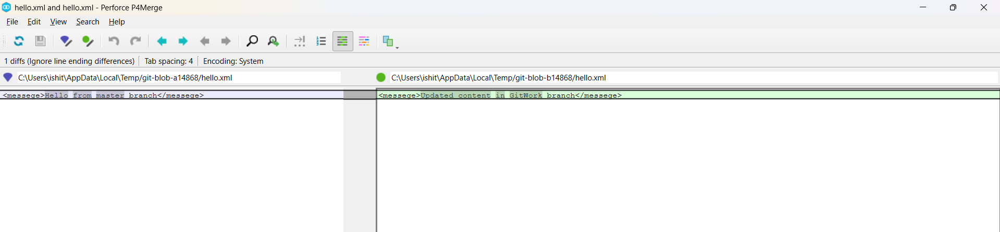 hello.xml and hello.xml - Perforce P4Merge
File Edit View Search Help
1 diffs (Ignore line ending differences) Tab spacing: 4 Encoding: System
C:\Users\ishit\AppData\Local\Temp/git-blob-a14868/hello.xml C:\Users\ishit\AppData\Local\Temp/git-blob-b14868/hello.xml
<messege>Hello from master branch</messege> <messege>Updated content in GitWork branch</messege>